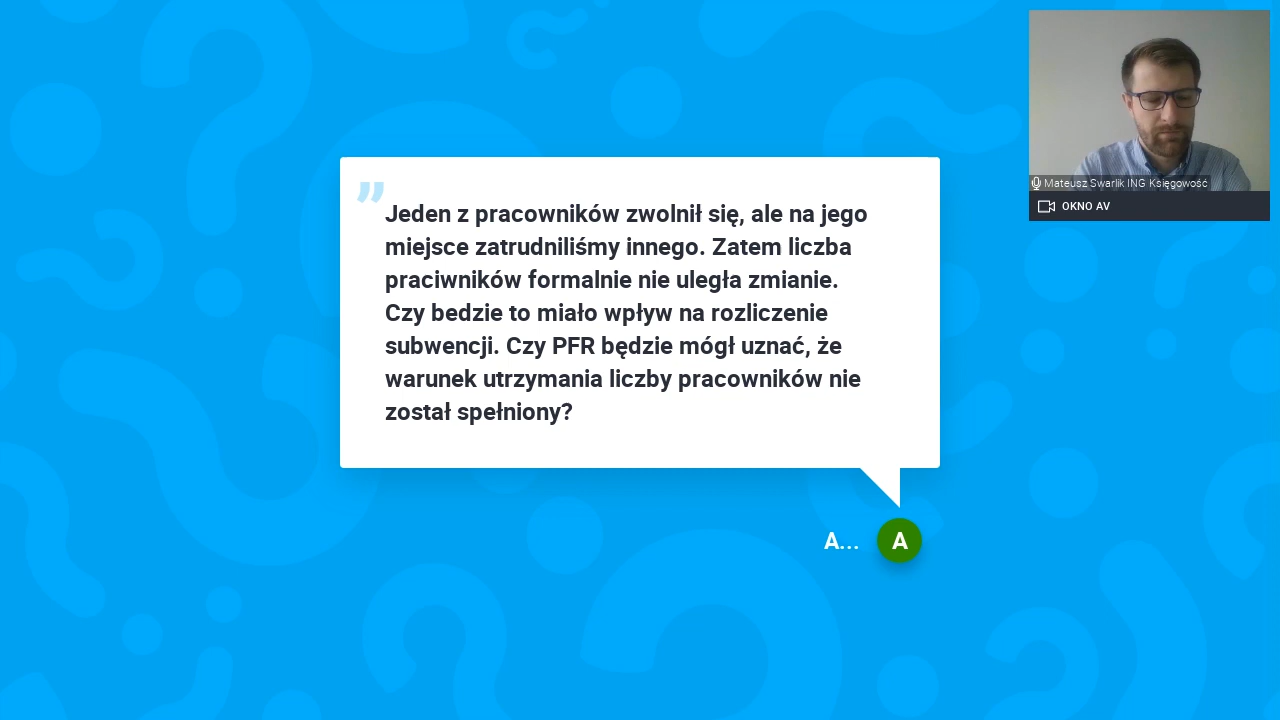 Mateusz Swarlik ING Księgowość
OKNO AV
”
Jeden z pracowników zwolnił się, ale na jego
miejsce zatrudniliśmy innego. Zatem liczba
praciwników formalnie nie uległa zmianie.
Czy bedzie to miało wpływ na rozliczenie
subwencji. Czy PFR będzie mógł uznać, że
warunek utrzymania liczby pracowników nie
został spełniony?
A... A